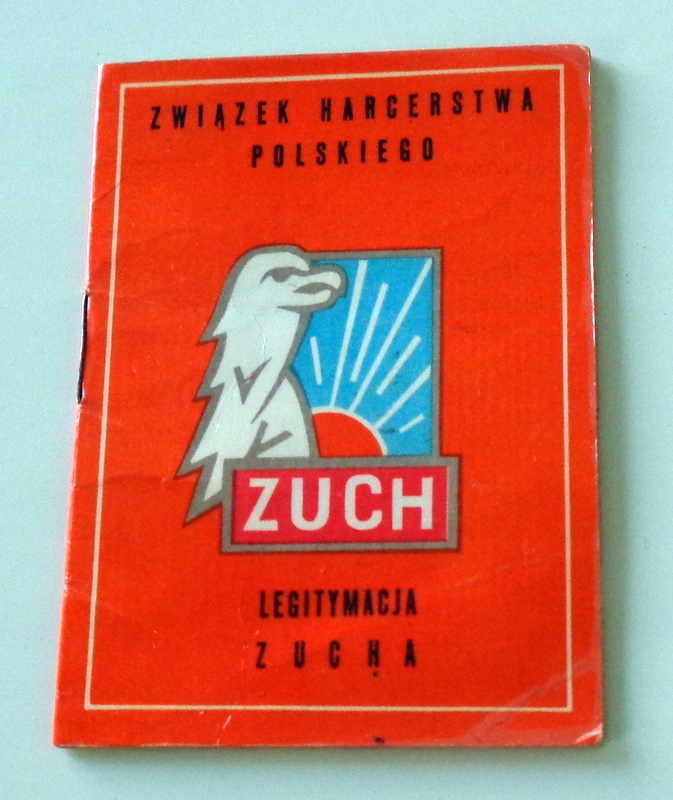 ZWIĄZEK HARCERSTWA
POLSKIEGO
ZUCH
LEGITYMACJA
ZUCHA